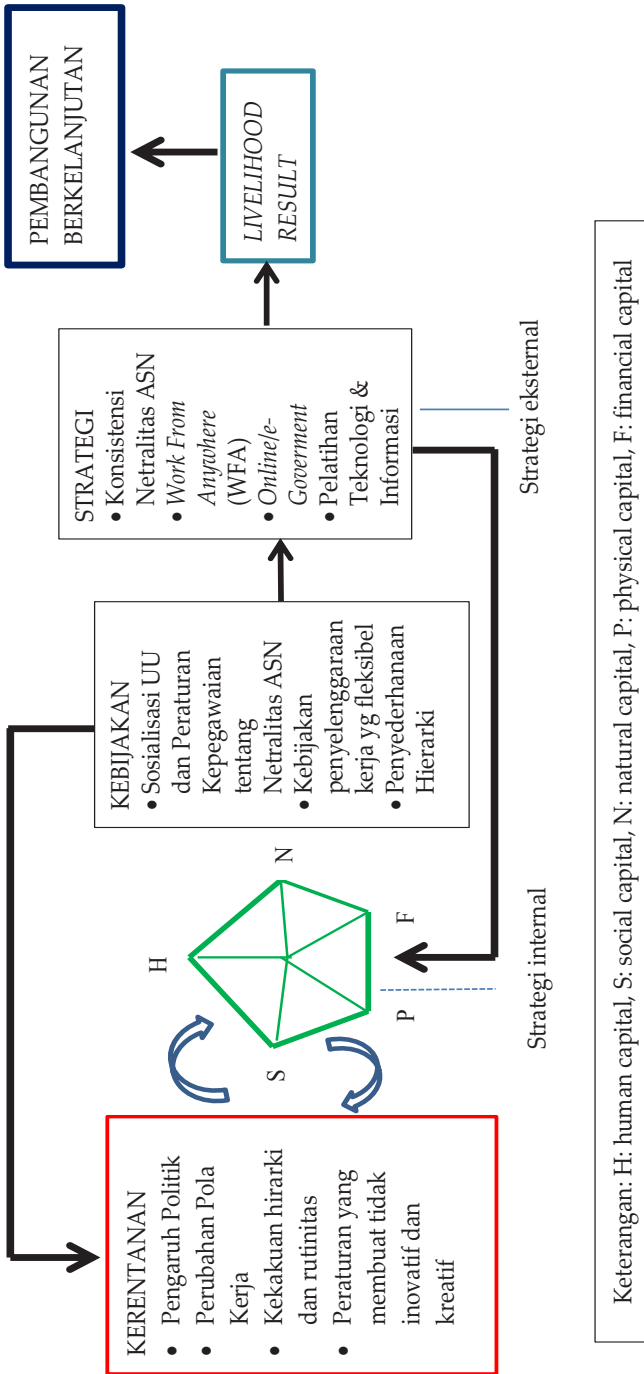 KERENTANAN
• Pengaruh Politik
• Perubahan Pola
Kerja
• Kekakuan hirarki
dan rutinitas
• Peraturan yang
membuat tidak
inovatif dan
kreatif
H
S
N
P
F
Strategi internal
KEBIJAKAN
• Sosialisasi UU
dan Peraturan
Kepegawaian
tentang
Netralitas ASN
• Kebijakan
penyelenggaraan
kerja yg fleksibel
• Penyederhanaan
Hierarki
STRATEGI
• Konsistensi
Netralitas ASN
• Work From
Anywhere
(WFA)
• Online/e-
Goverment
• Pelatihan
Teknologi &
Informasi
Strategi eksternal
LIVELIHOOD
RESULT
PEMBANGUNAN
BERKELANJUTAN
Keterangan: H: human capital, S: social capital, N: natural capital, P: physical capital, F: financial capital